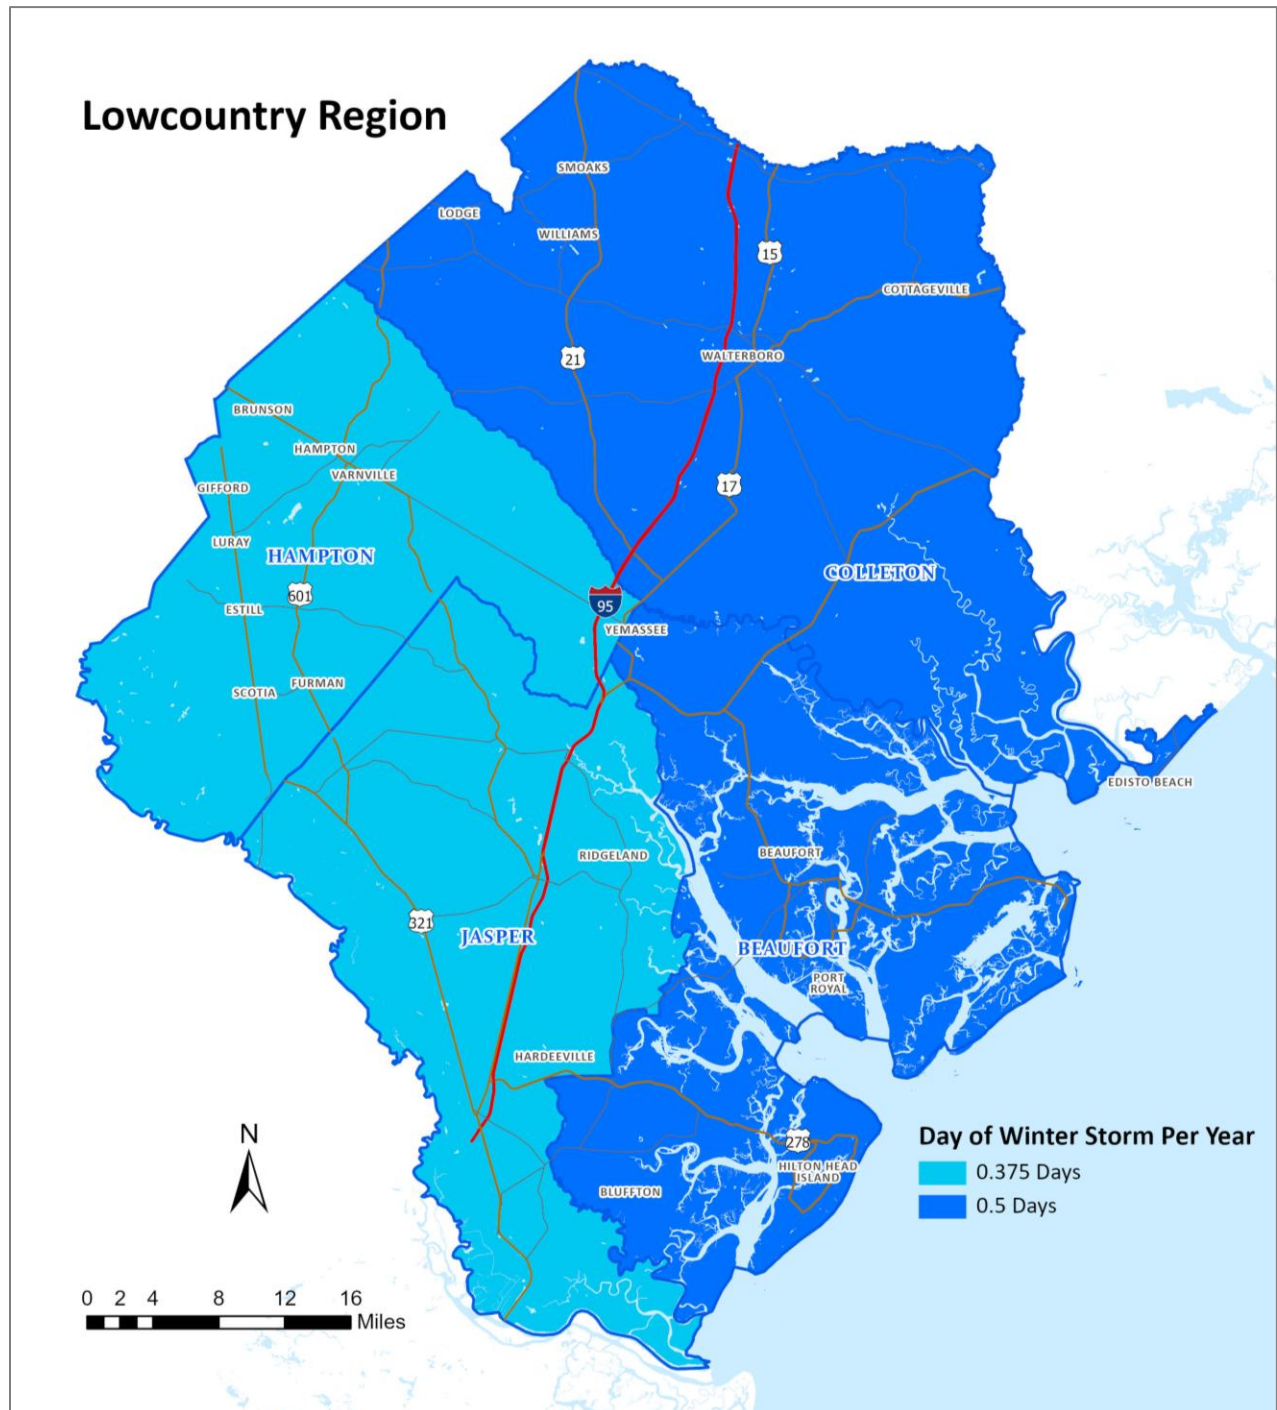 Lowcountry Region
SMOAKS
LODGE
WILLIAMS
15
COTTAGEVILLE
21
WALTERBORO
BRUNSON
HAMPTON
VARNVILLE
GIFFORD
17
LURAY
HAMPTON
COLLETON
601
95
ESTILL
YEMASSEE
SCOTIA
FURMAN
EDISTO BEACH
RIDGELAND
BEAUFORT
321
JASPER
BEAUFORT
PORT
ROYAL
HARDEEVILLE
N
278
HILTON HEAD
ISLAND
BLUFFTON
Day of Winter Storm Per Year
0.375 Days
0.5 Days
0 2 4 8 12 16
Miles